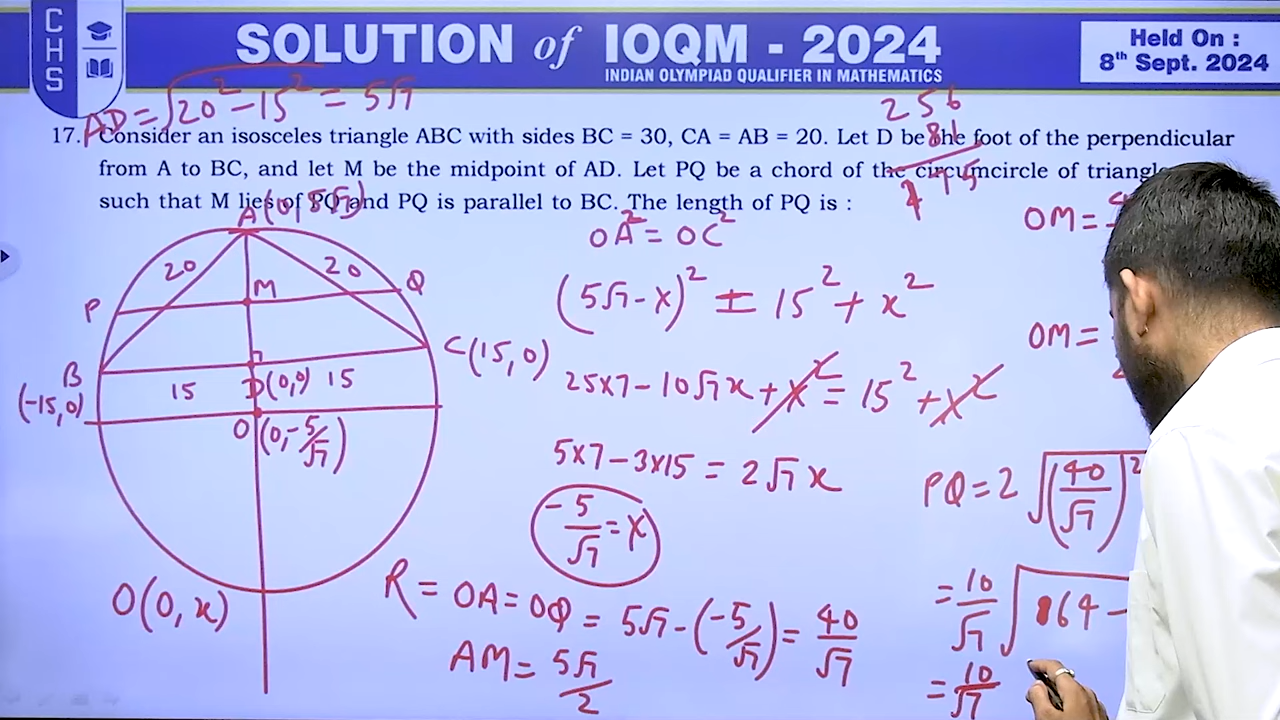 CHS
SOLUTION of IOQM - 2024
INDIAN OLYMPIAD QUALIFIER IN MATHEMATICS
Held On :
8th Sept. 2024
AD = √20² - 15² = 5√7
256
81
175
17. Consider an isosceles triangle ABC with sides BC = 30, CA = AB = 20. Let D be the foot of the perpendicular
from A to BC, and let M be the midpoint of AD. Let PQ be a chord of the circumcircle of triangle
such that M lies of PQ and PQ is parallel to BC. The length of PQ is :
A(0, 5√7)
20
20
P
M
Q
B
(-15,0)
C(15,0)
15
D(0,0)
15
O(0,-5/√7)
O(0, x)
OA² = OC²
(5√7 - x)² = 15² + x²
25×7 - 10√7x + x² = 15² + x²
5×7 - 3×15 = 2√7x
-5/√7 = x
R = OA = OQ = 5√7 - (-5/√7) = 40/√7
AM = 5√7/2
OM =
OM =
PQ = 2√(40/√7)²
= 10/√7 √64 -
= 10/√7